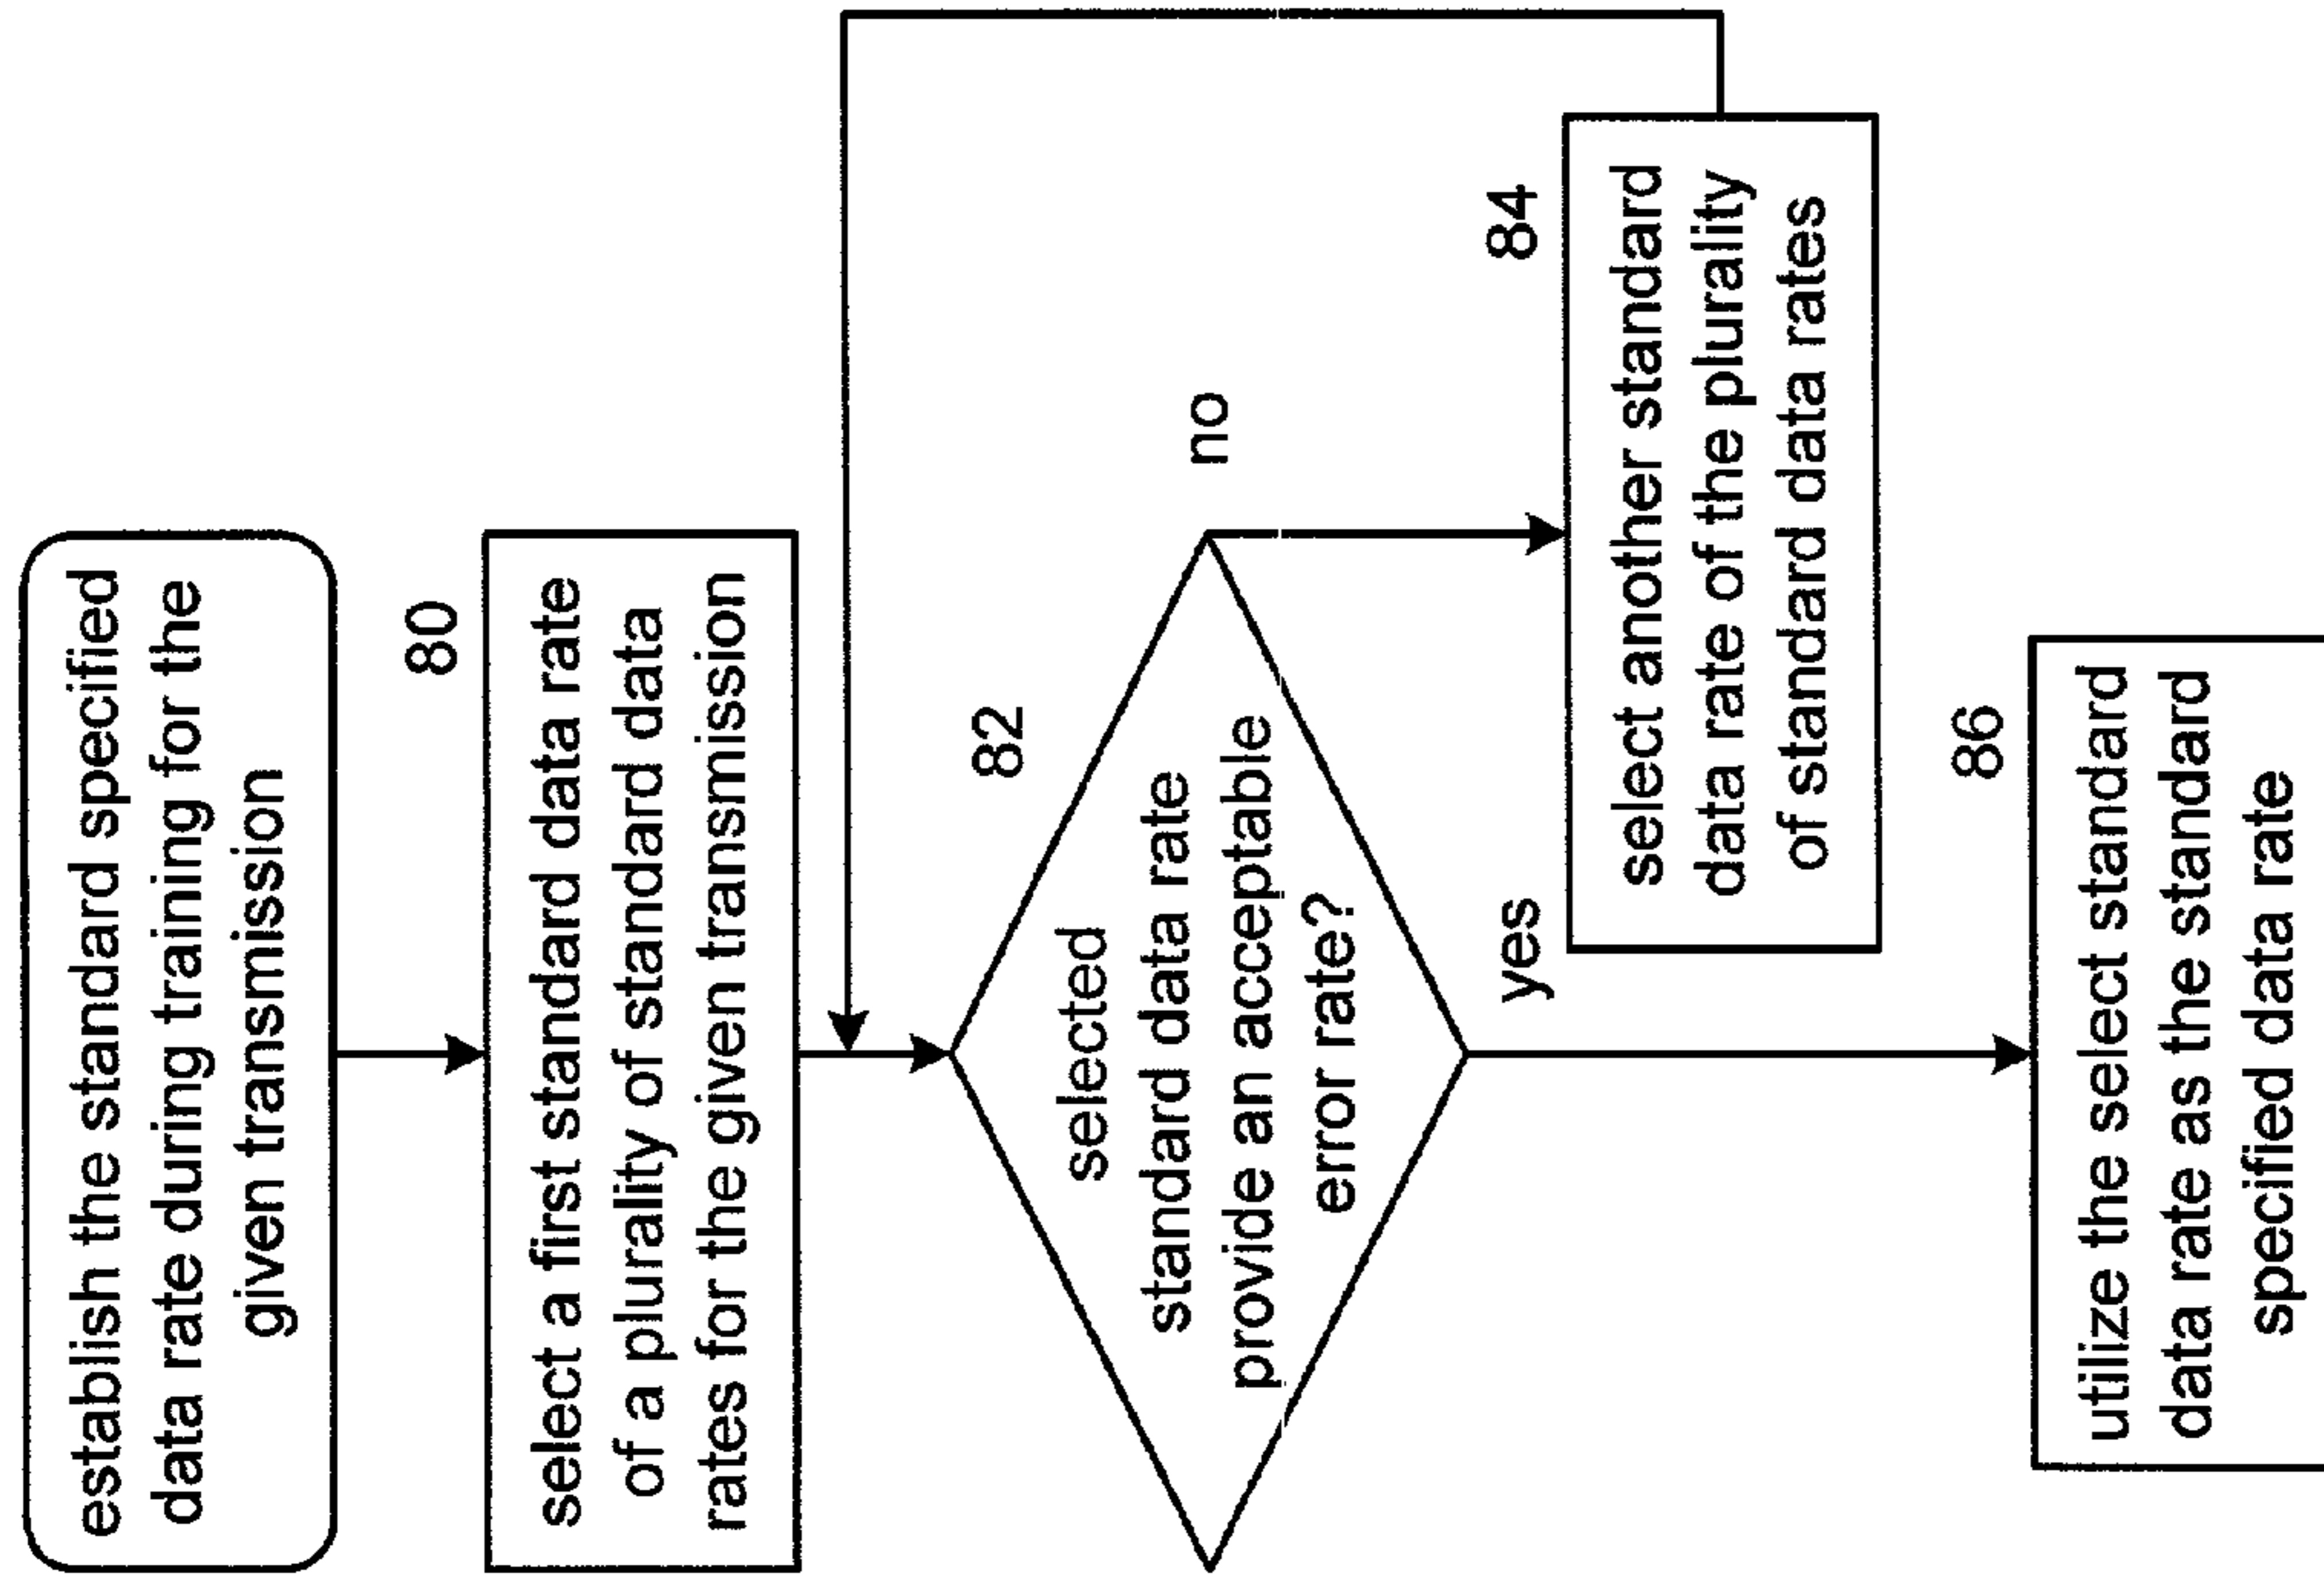 establish the standard specified
data rate during training for the
given transmission
80
select a first standard data rate
of a plurality of standard data
rates for the given transmission
82
selected
standard data rate
provide an acceptable
error rate?
no
yes
84
select another standard
data rate of the plurality
of standard data rates
86
utilize the select standard
data rate as the standard
specified data rate